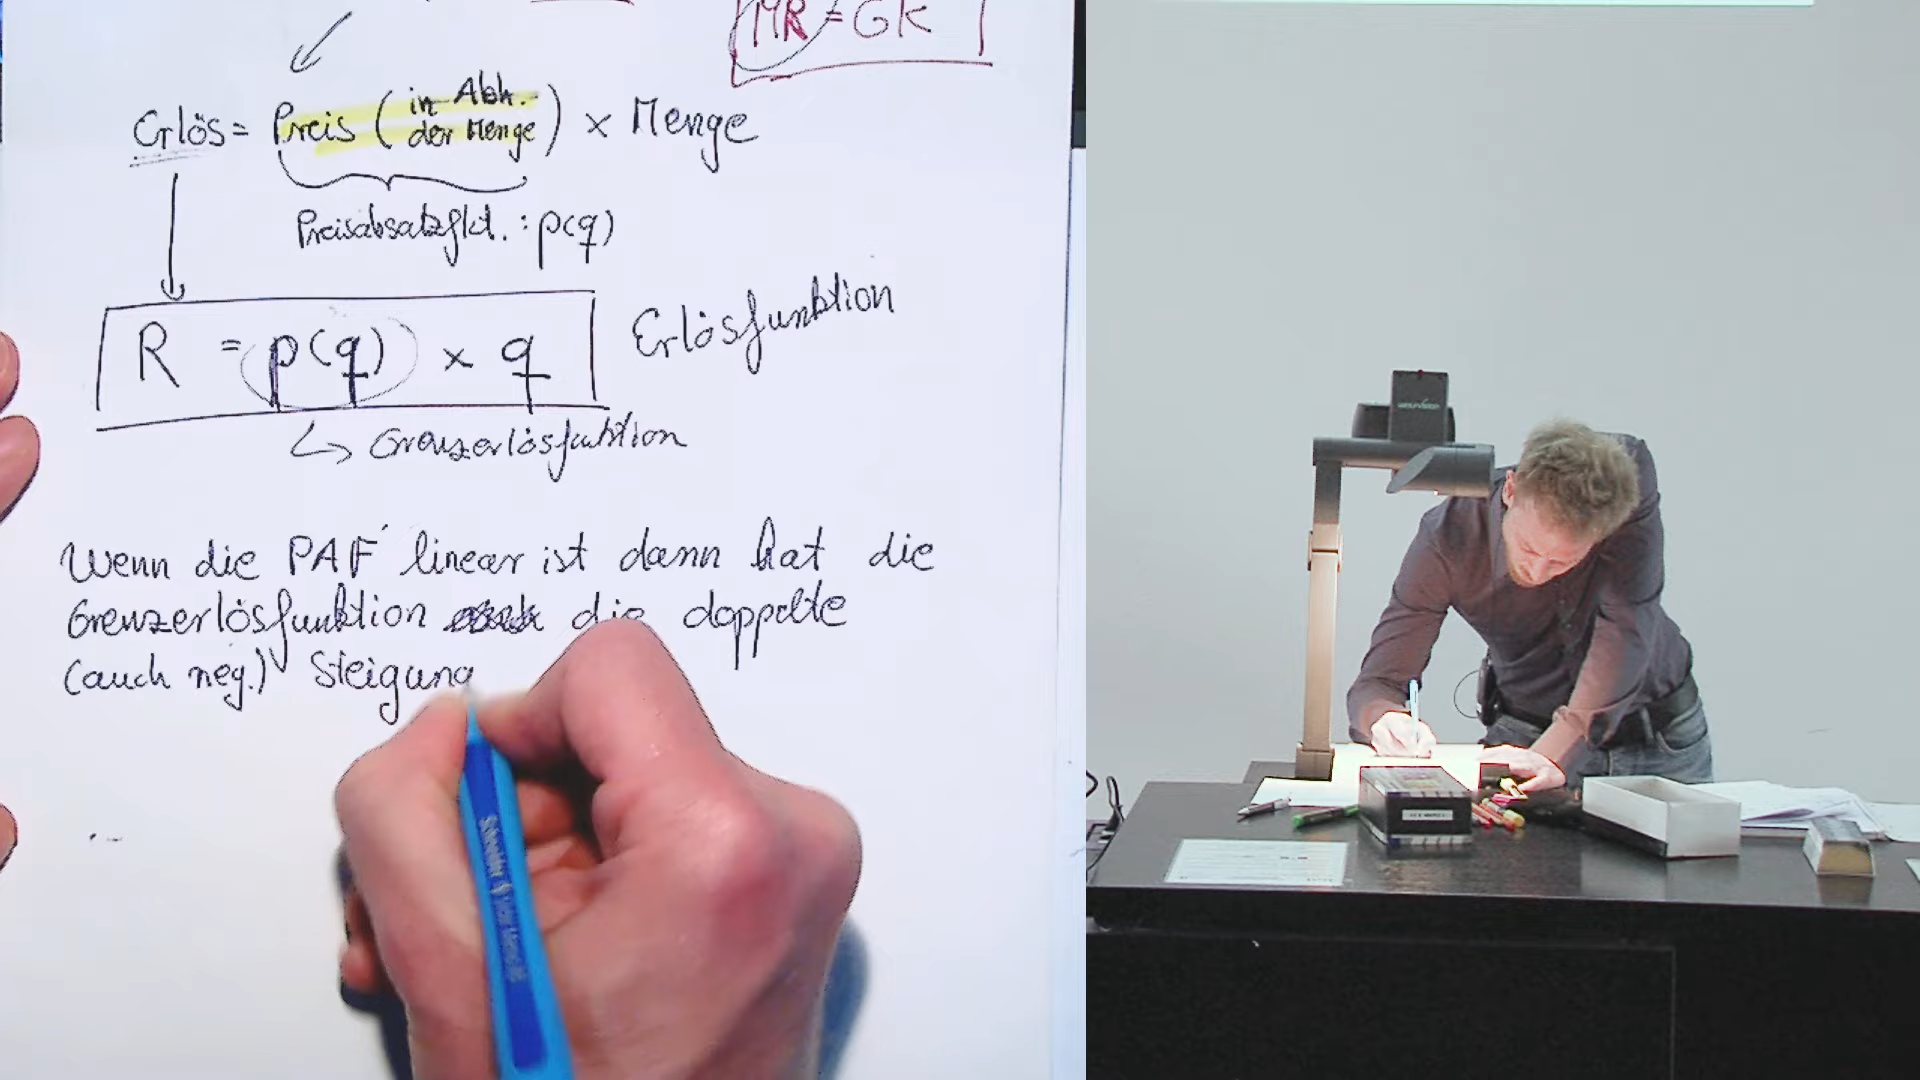 MR = GK
Erlös = Preis (in Abh. der Menge) × Menge
Preisabsatzfkt. : p(q)
R = p(q) × q Erlösfunktion
↳ Grenzerlösfunktion
Wenn die PAF linear ist dann hat die
Grenzerlösfunktion die doppelte
(auch neg.) Steigung
Schneider